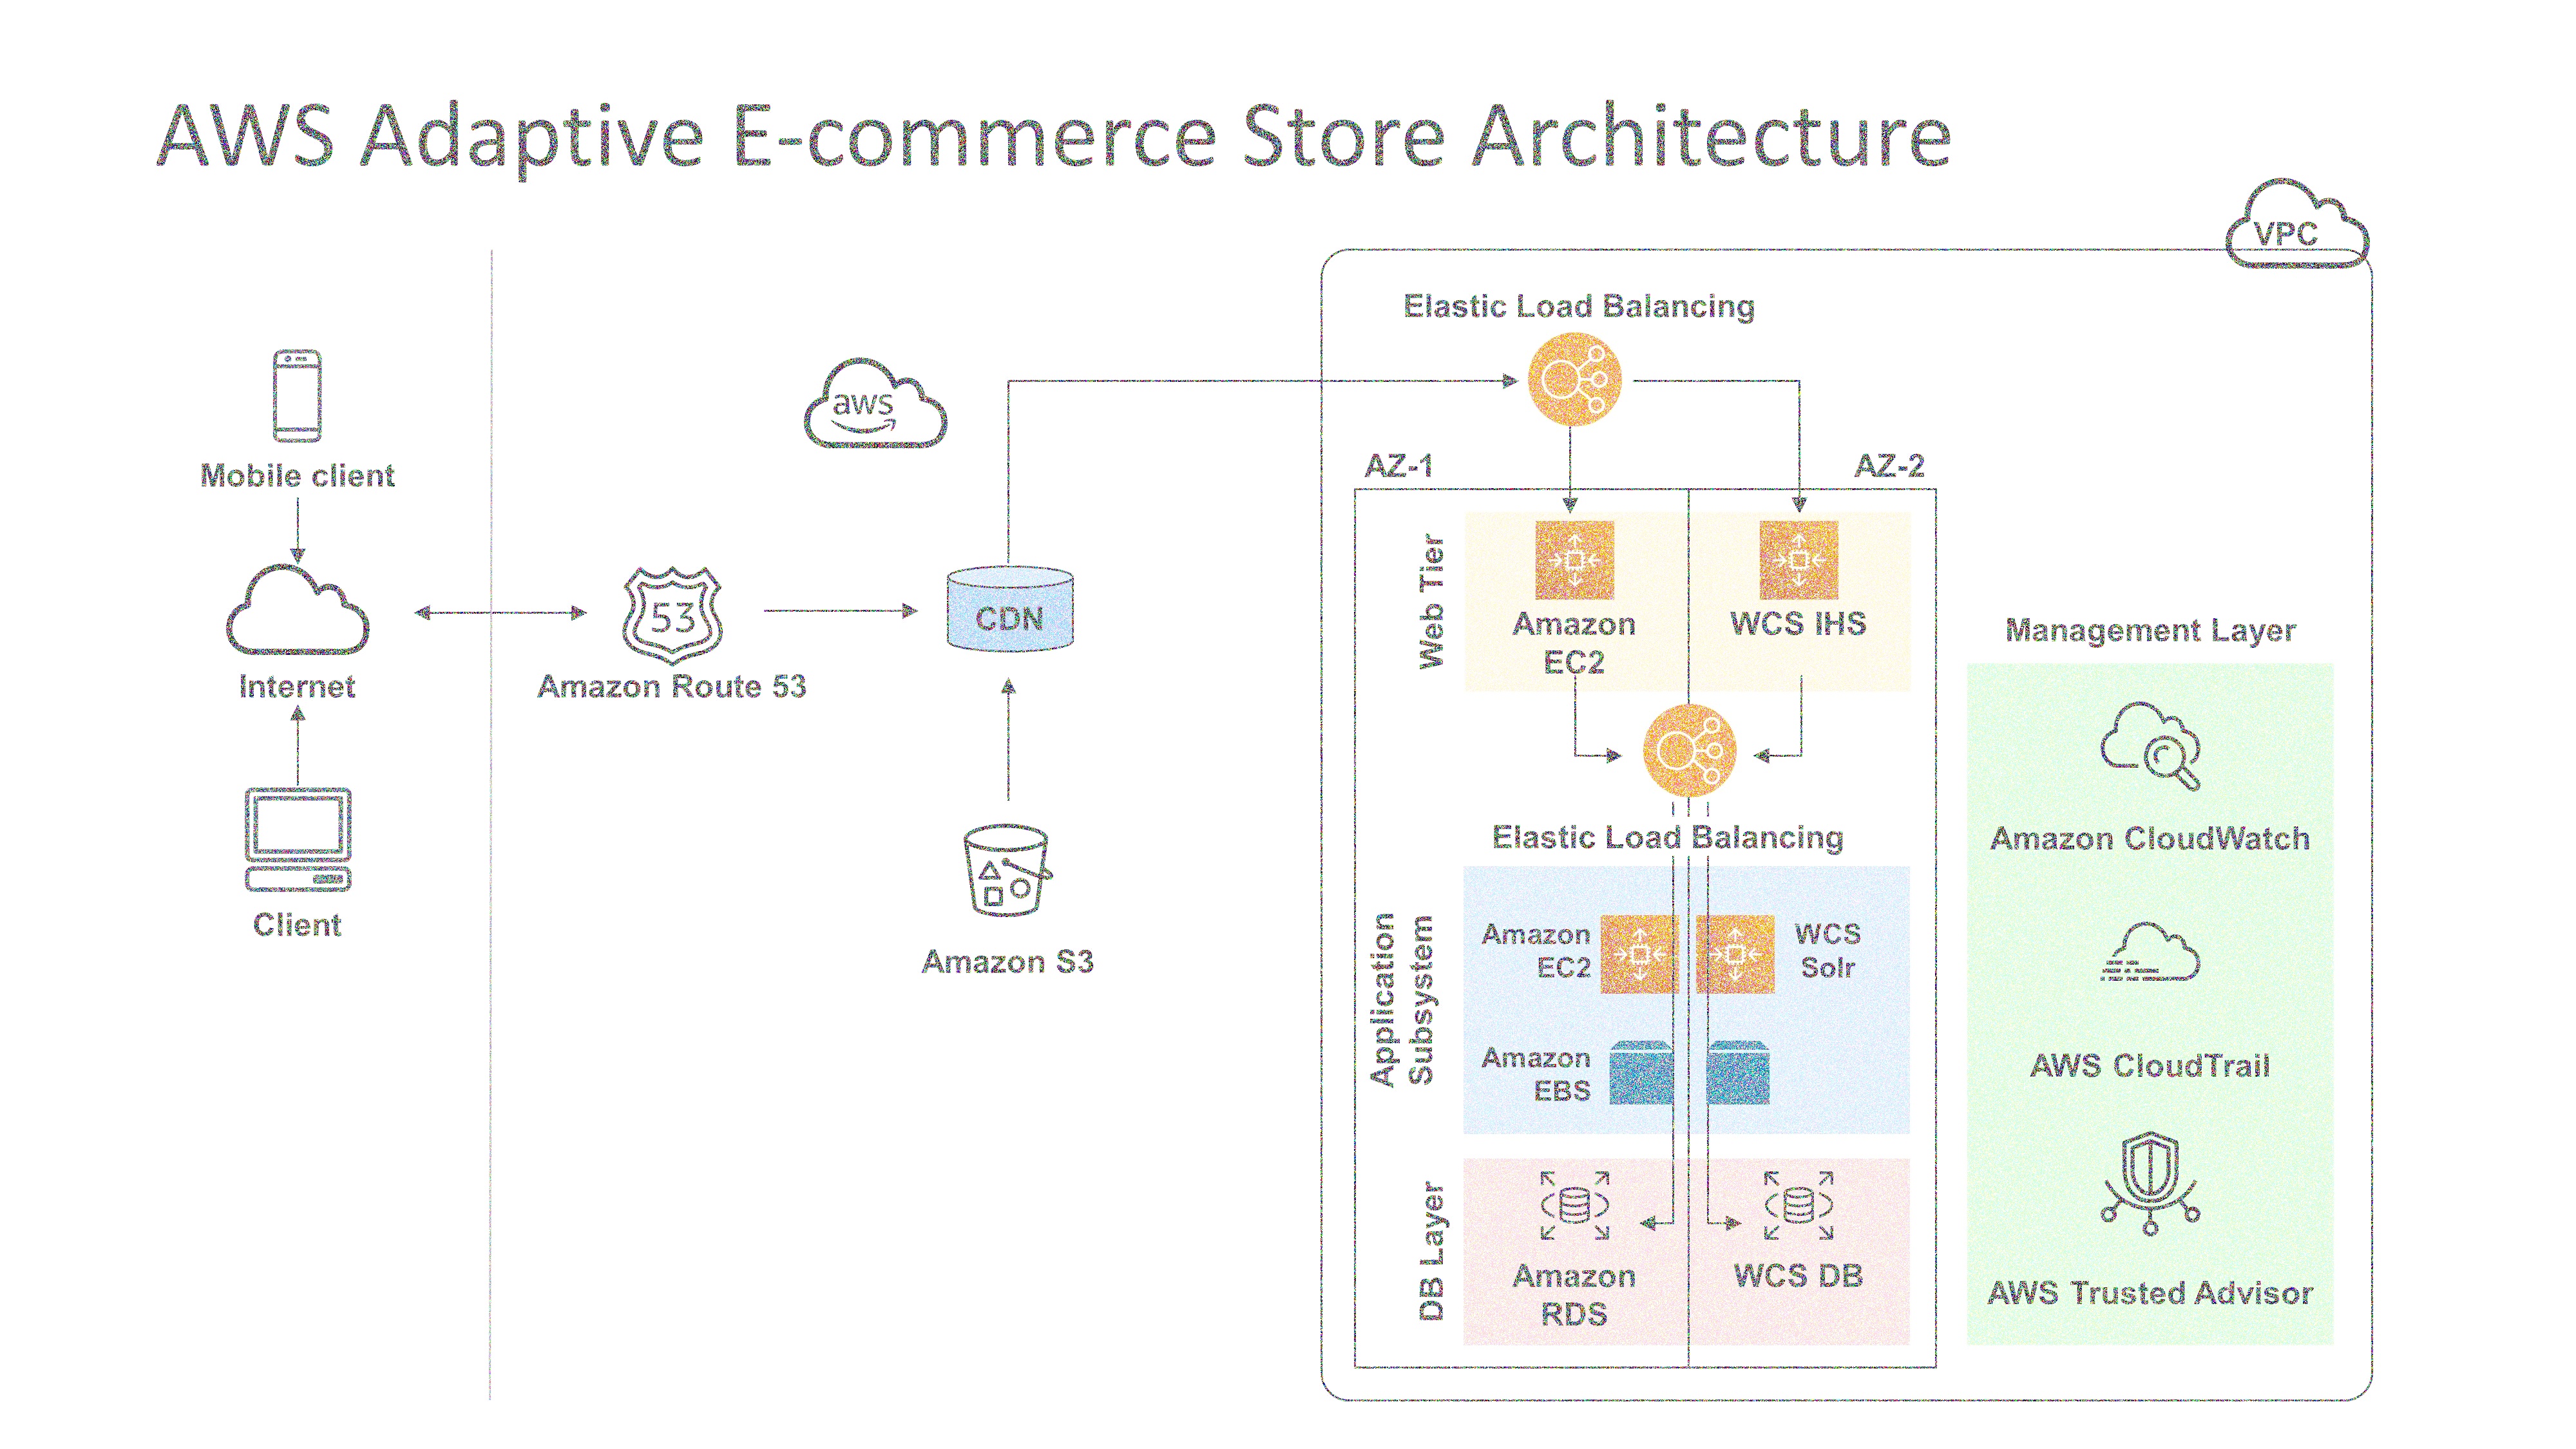 AWS Adaptive E-commerce Store Architecture
VPC
Elastic Load Balancing
aws
Mobile client
AZ-1
AZ-2
Web Tier
53
CDN
Amazon
EC2
WCS IHS
Internet
Amazon Route 53
Management Layer
Elastic Load Balancing
Amazon CloudWatch
Client
Amazon S3
Application
Subsystem
Amazon
EC2
WCS
Solr
Amazon
EBS
AWS CloudTrail
DB Layer
Amazon
RDS
WCS DB
AWS Trusted Advisor